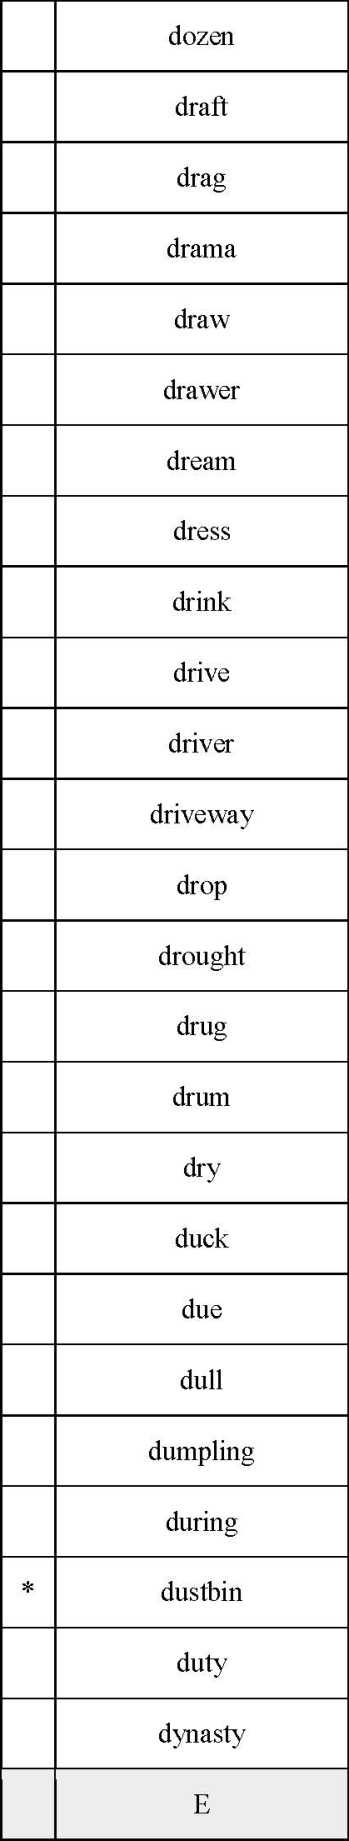 dozen
draft
drag
drama
draw
drawer
dream
dress
drink
drive
driver
driveway
drop
drought
drug
drum
dry
duck
due
dull
dumpling
during
* dustbin
duty
dynasty
E